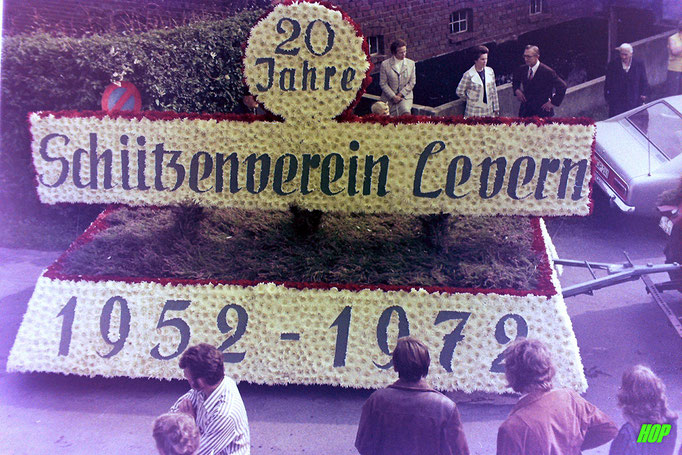 20
Jahre
Schützenverein Levern
1952-1972
HOP